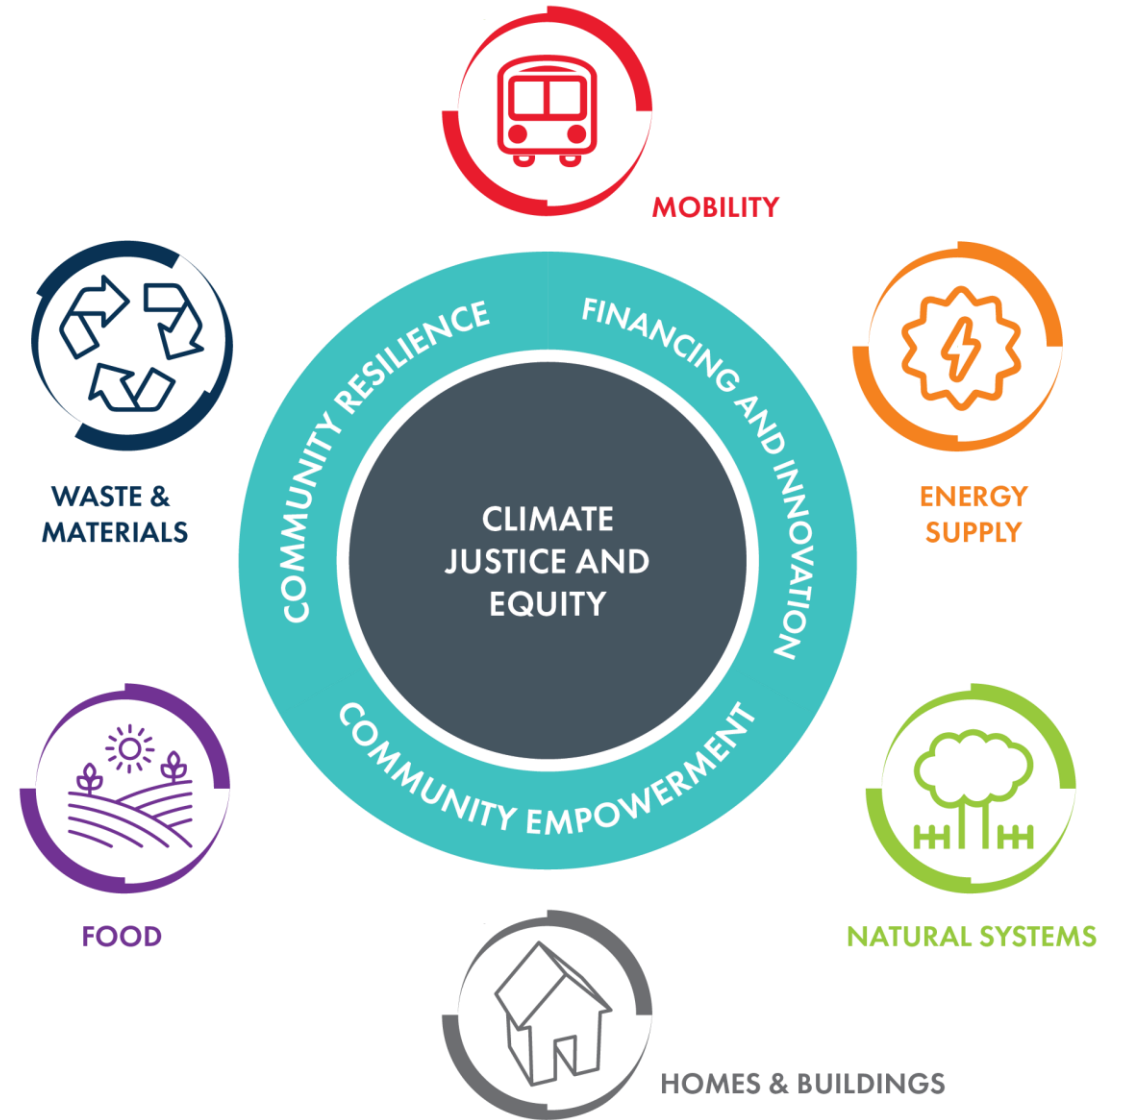 MOBILITY
WASTE &
MATERIALS
ENERGY
SUPPLY
COMMUNITY RESILIENCE
FINANCING AND INNOVATION
CLIMATE
JUSTICE AND
EQUITY
COMMUNITY EMPOWERMENT
FOOD
NATURAL SYSTEMS
HOMES & BUILDINGS